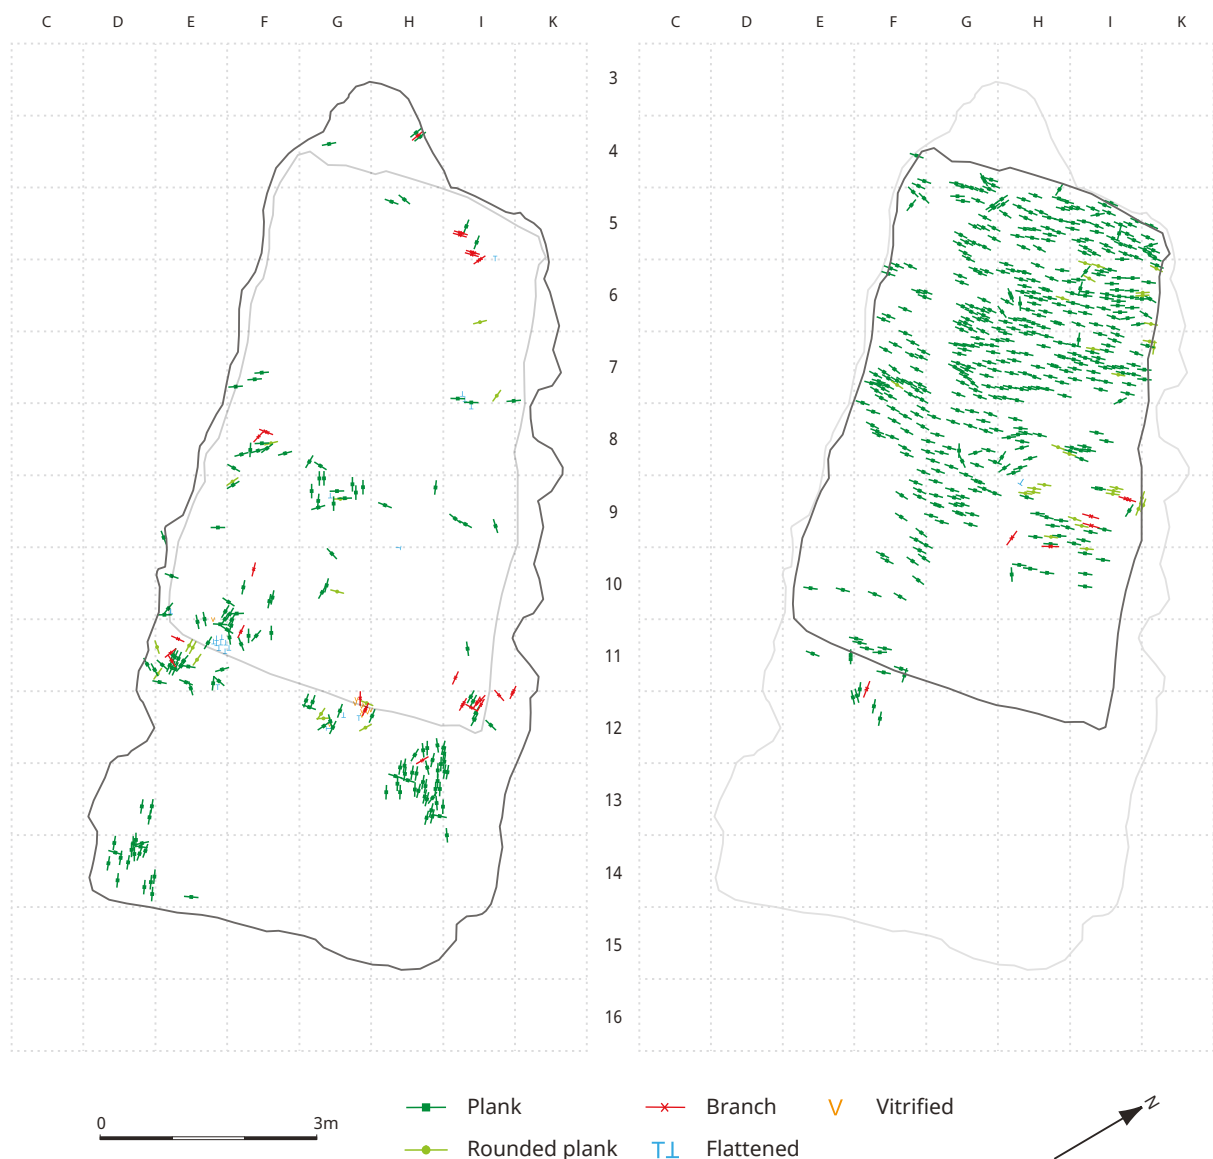 C D E F G H I K C D E F G H I K
3
4
5
6
7
8
9
10
11
12
13
14
15
16
0 3m
Plank Branch V Vitrified
Rounded plank T⊥ Flattened
N